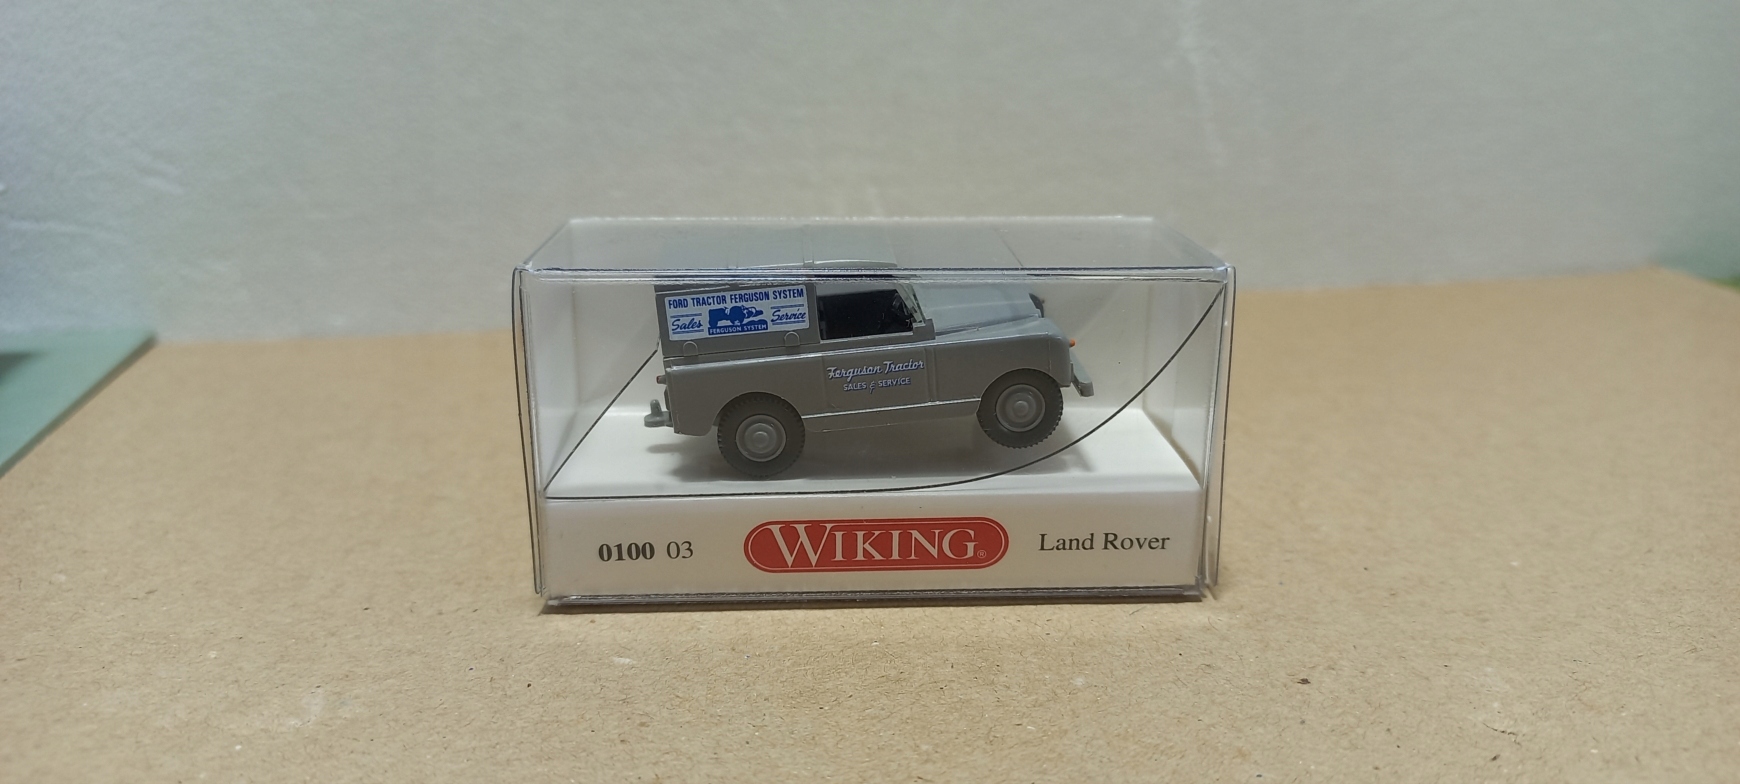 FORD TRACTOR FERGUSON SYSTEM
Sales Service
FERGUSON SYSTEM
Ferguson Tractor
SALES & SERVICE
0100 03 WIKING® Land Rover